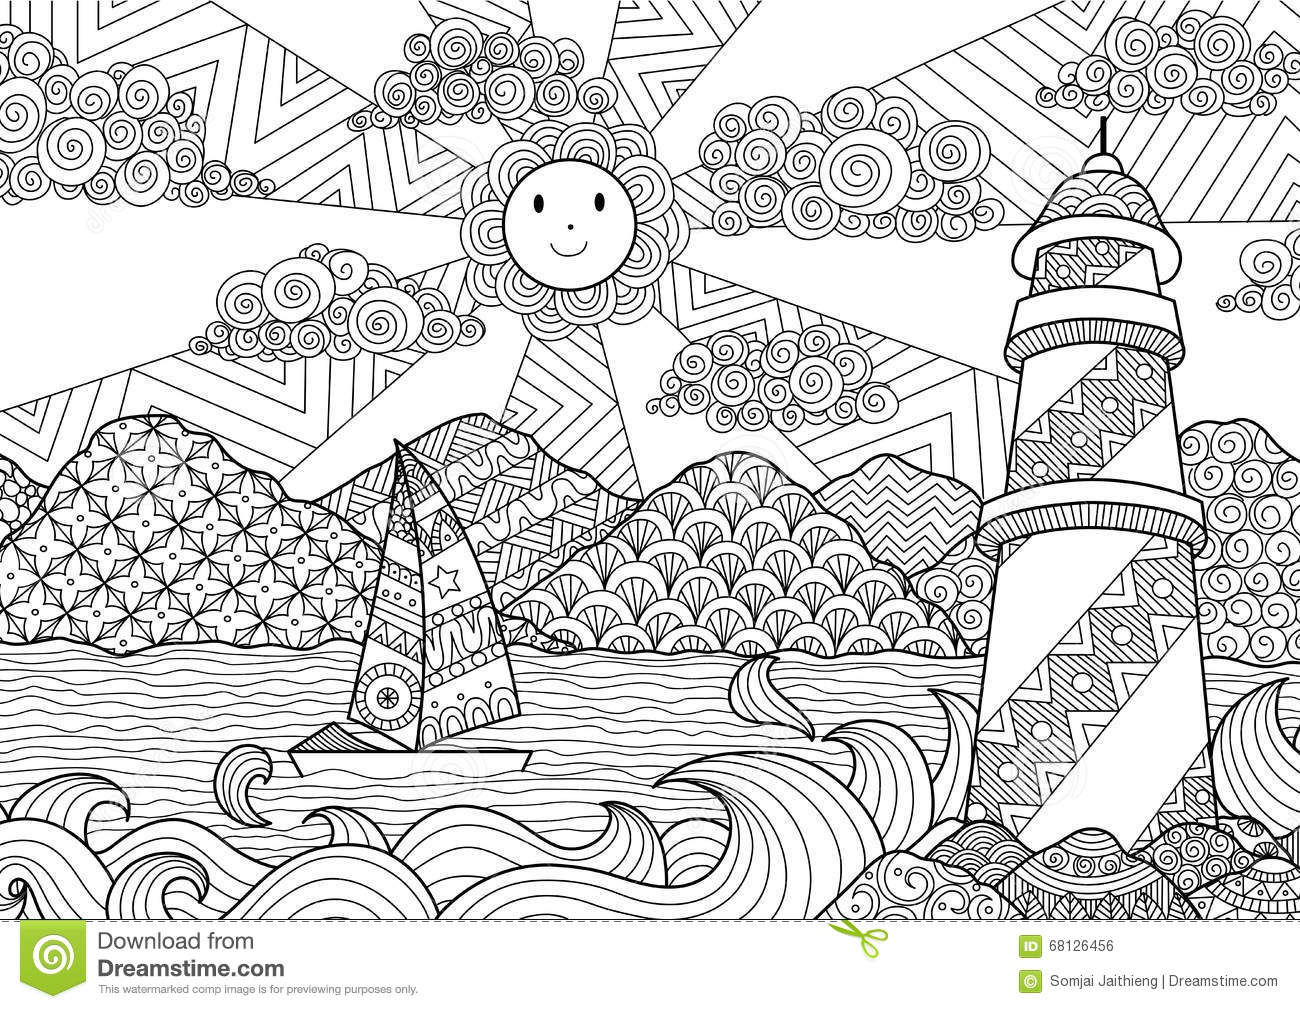 Download from
Dreamstime.com
This watermarked comp image is for previewing purposes only.
ID 68126456
© Somjai Jaithieng | Dreamstime.com